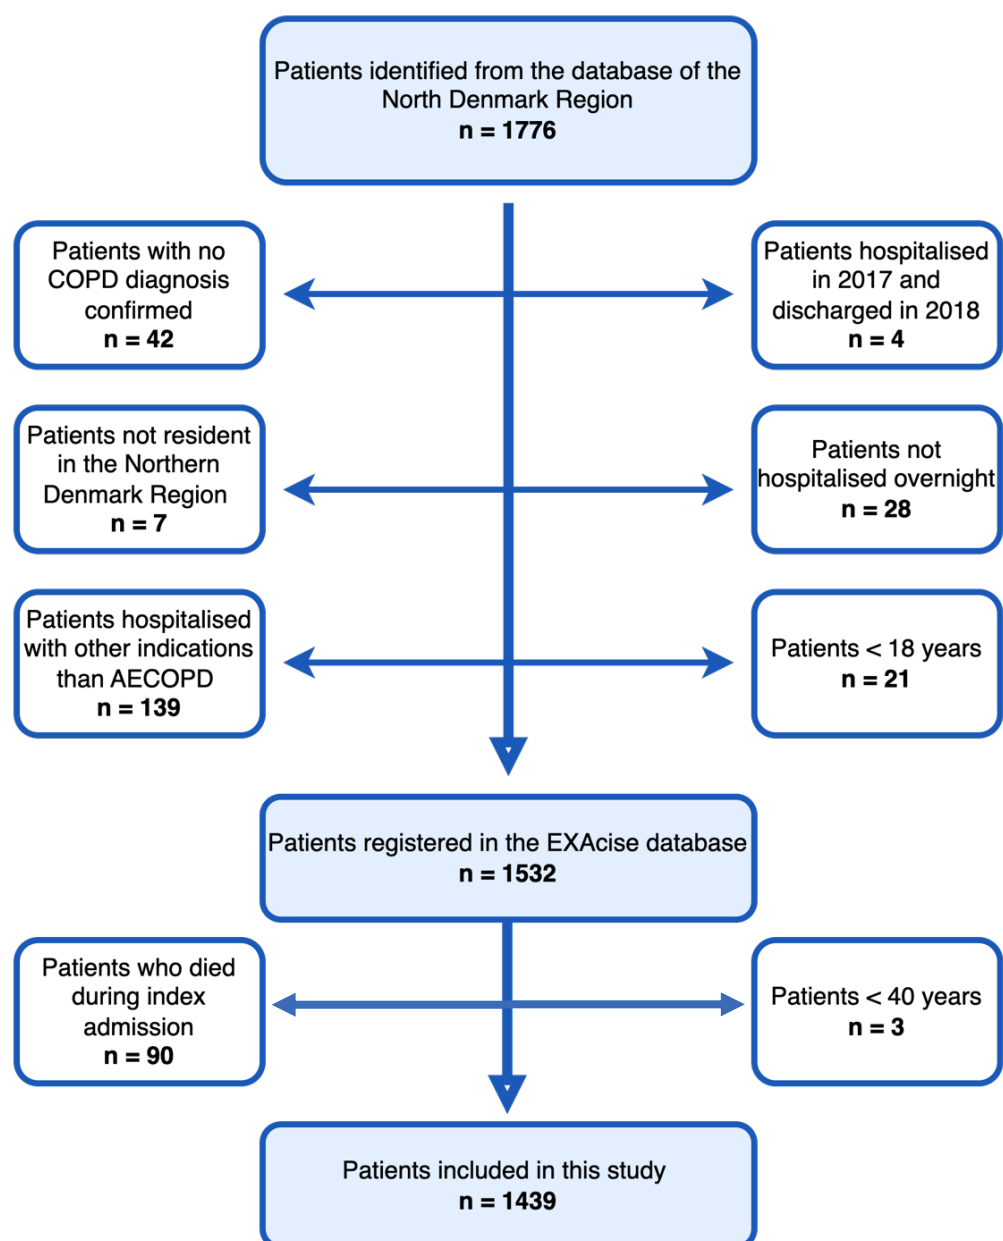 Patients identified from the database of the
North Denmark Region
n = 1776
Patients with no
COPD diagnosis
confirmed
n = 42
Patients hospitalised
in 2017 and
discharged in 2018
n = 4
Patients not resident
in the Northern
Denmark Region
n = 7
Patients not
hospitalised overnight
n = 28
Patients hospitalised
with other indications
than AECOPD
n = 139
Patients < 18 years
n = 21
Patients registered in the EXAcise database
n = 1532
Patients who died
during index
admission
n = 90
Patients < 40 years
n = 3
Patients included in this study
n = 1439